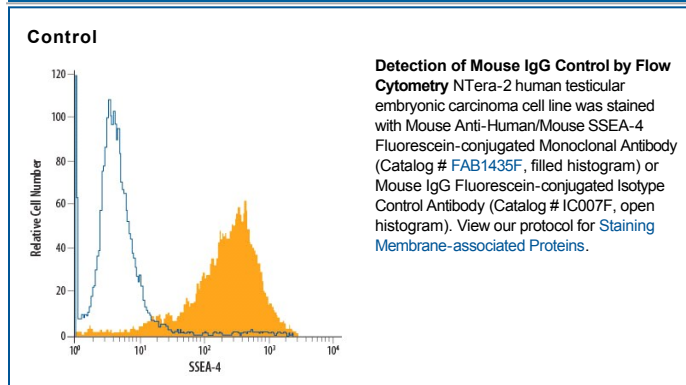 Control
Detection of Mouse IgG Control by Flow
Cytometry NTera-2 human testicular
embryonic carcinoma cell line was stained
with Mouse Anti-Human/Mouse SSEA-4
Fluorescein-conjugated Monoclonal Antibody
(Catalog # FAB1435F, filled histogram) or
Mouse IgG Fluorescein-conjugated Isotype
Control Antibody (Catalog # IC007F, open
histogram). View our protocol for Staining
Membrane-associated Proteins.
Relative Cell Number
120
100
80
60
40
20
0
10⁰ 10¹ 10² 10³ 10⁴
SSEA-4